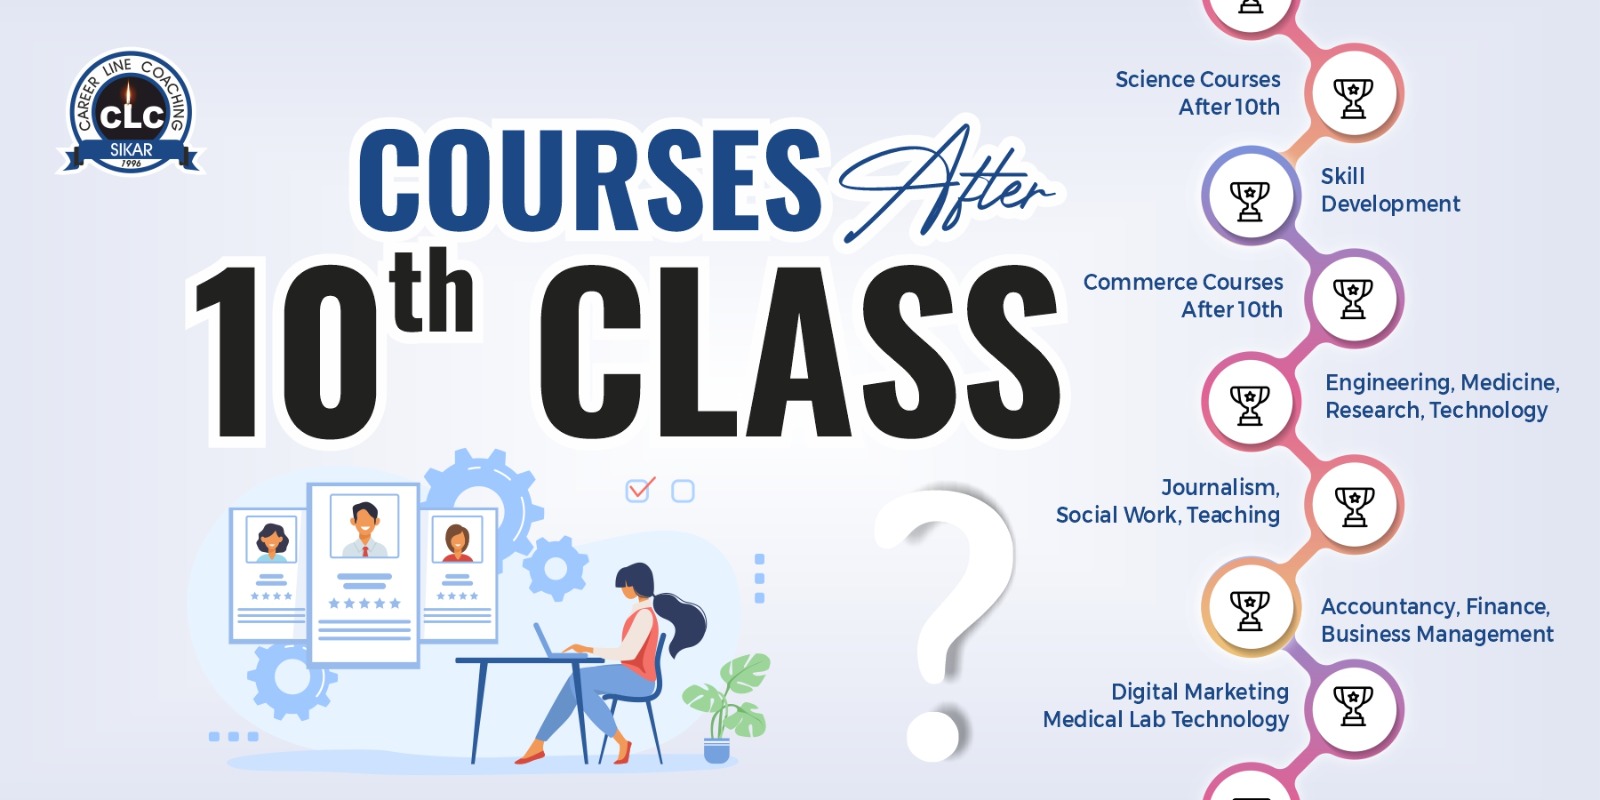 CAREER LINE COACHING
CLC
SIKAR
1996
COURSES After
10th CLASS
?
Science Courses
After 10th
Skill
Development
Commerce Courses
After 10th
Engineering, Medicine,
Research, Technology
Journalism,
Social Work, Teaching
Accountancy, Finance,
Business Management
Digital Marketing
Medical Lab Technology